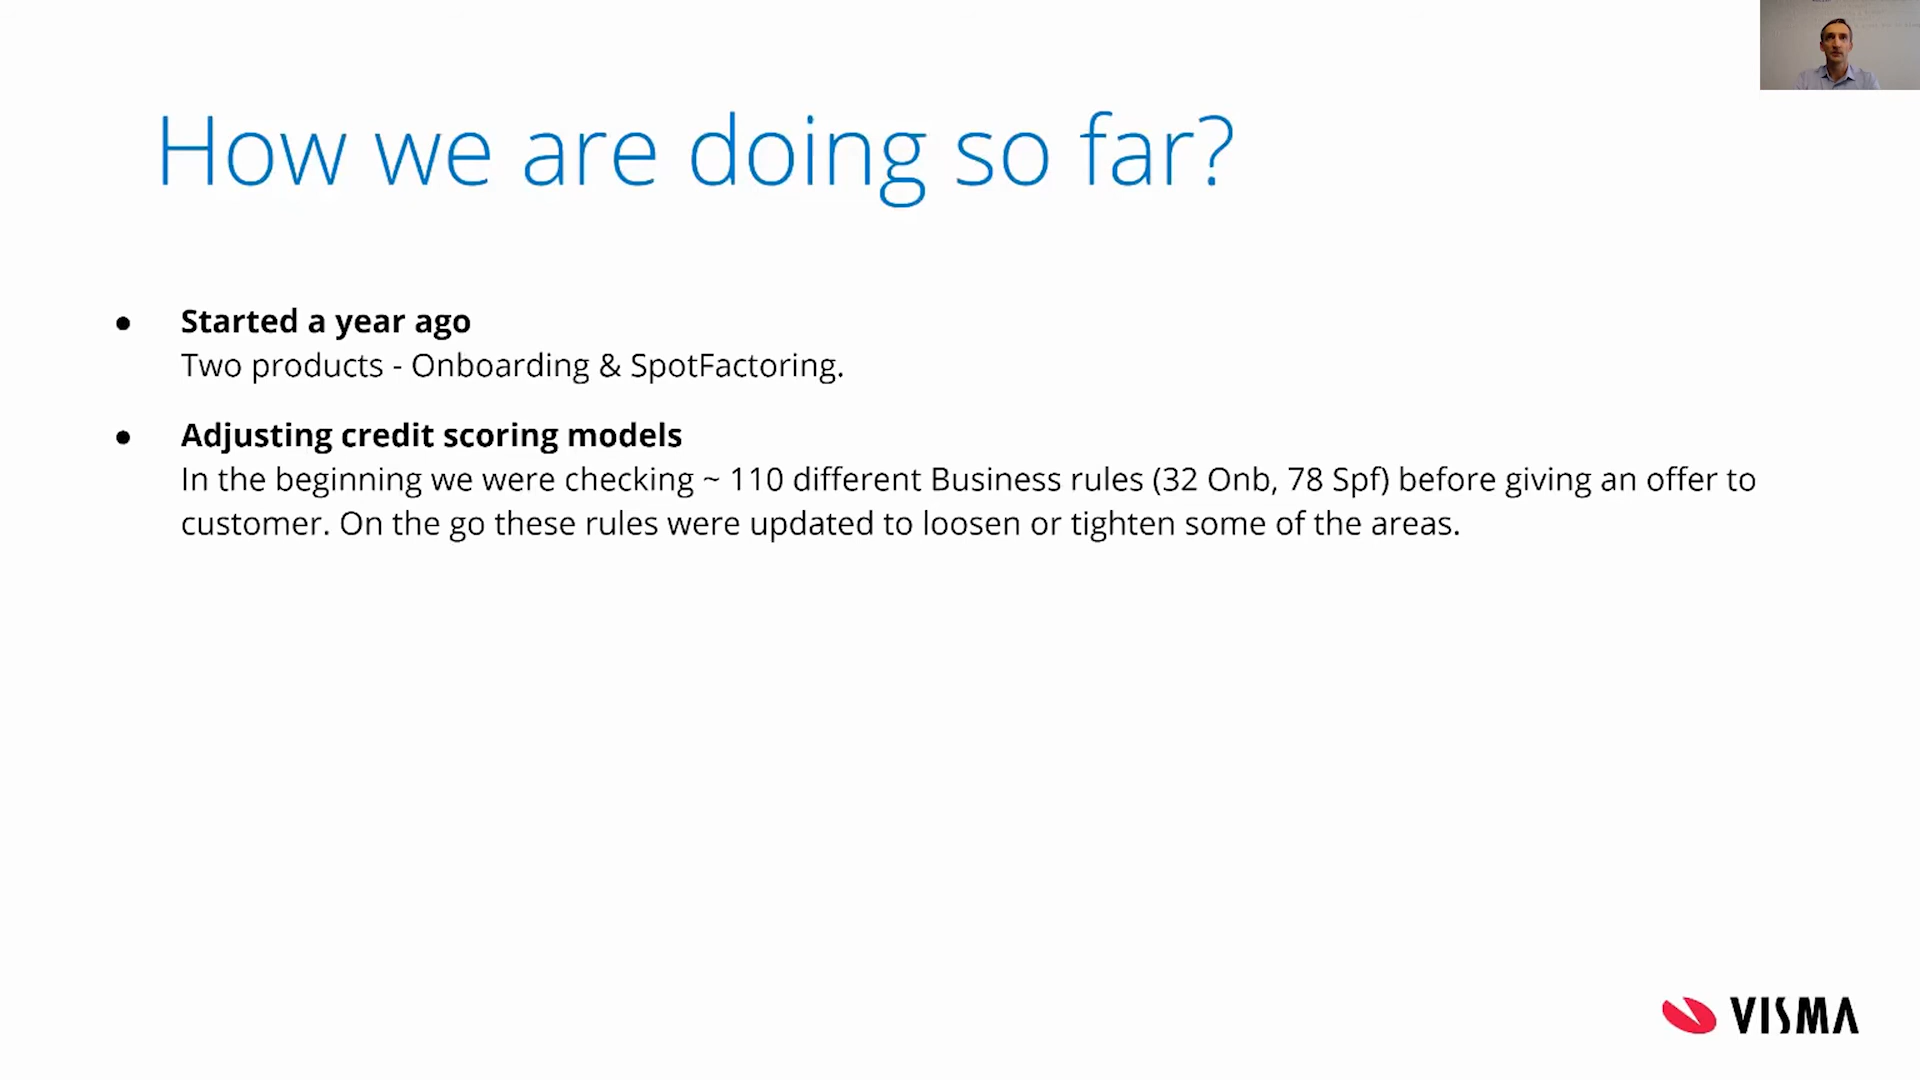 How we are doing so far?
● Started a year ago
Two products - Onboarding & SpotFactoring.
● Adjusting credit scoring models
In the beginning we were checking ~ 110 different Business rules (32 Onb, 78 Spf) before giving an offer to
customer. On the go these rules were updated to loosen or tighten some of the areas.
VISMA